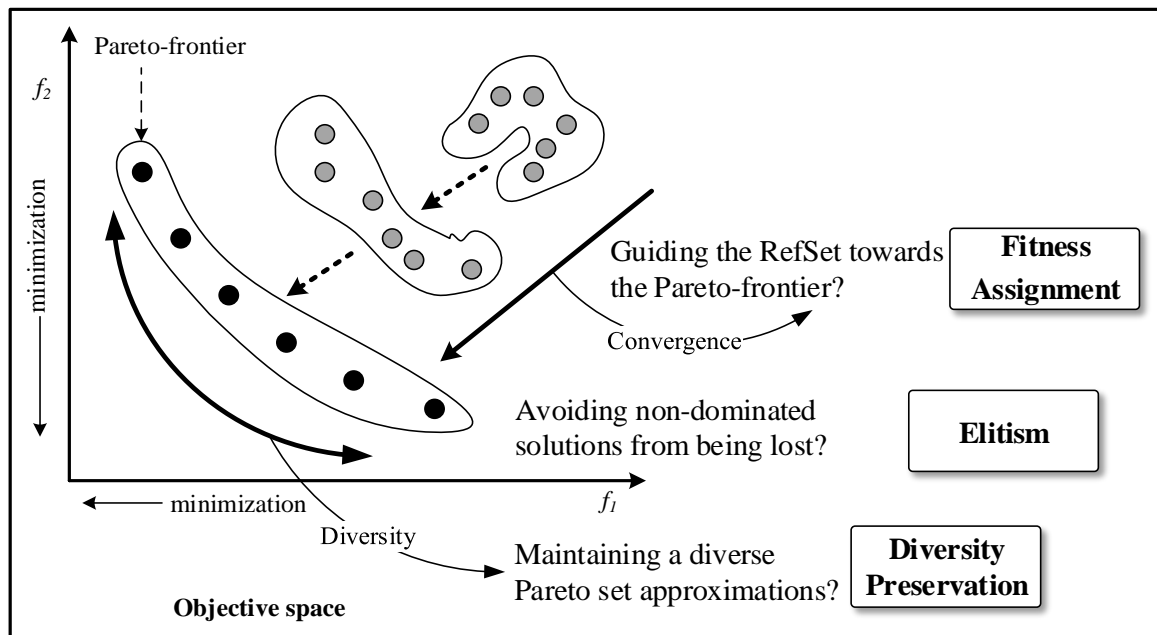 Pareto-frontier
f2
minimization
Guiding the RefSet towards
the Pareto-frontier?
Fitness
Assignment
Convergence
Avoiding non-dominated
solutions from being lost?
Elitism
minimization
f1
Diversity
Maintaining a diverse
Pareto set approximations?
Diversity
Preservation
Objective space